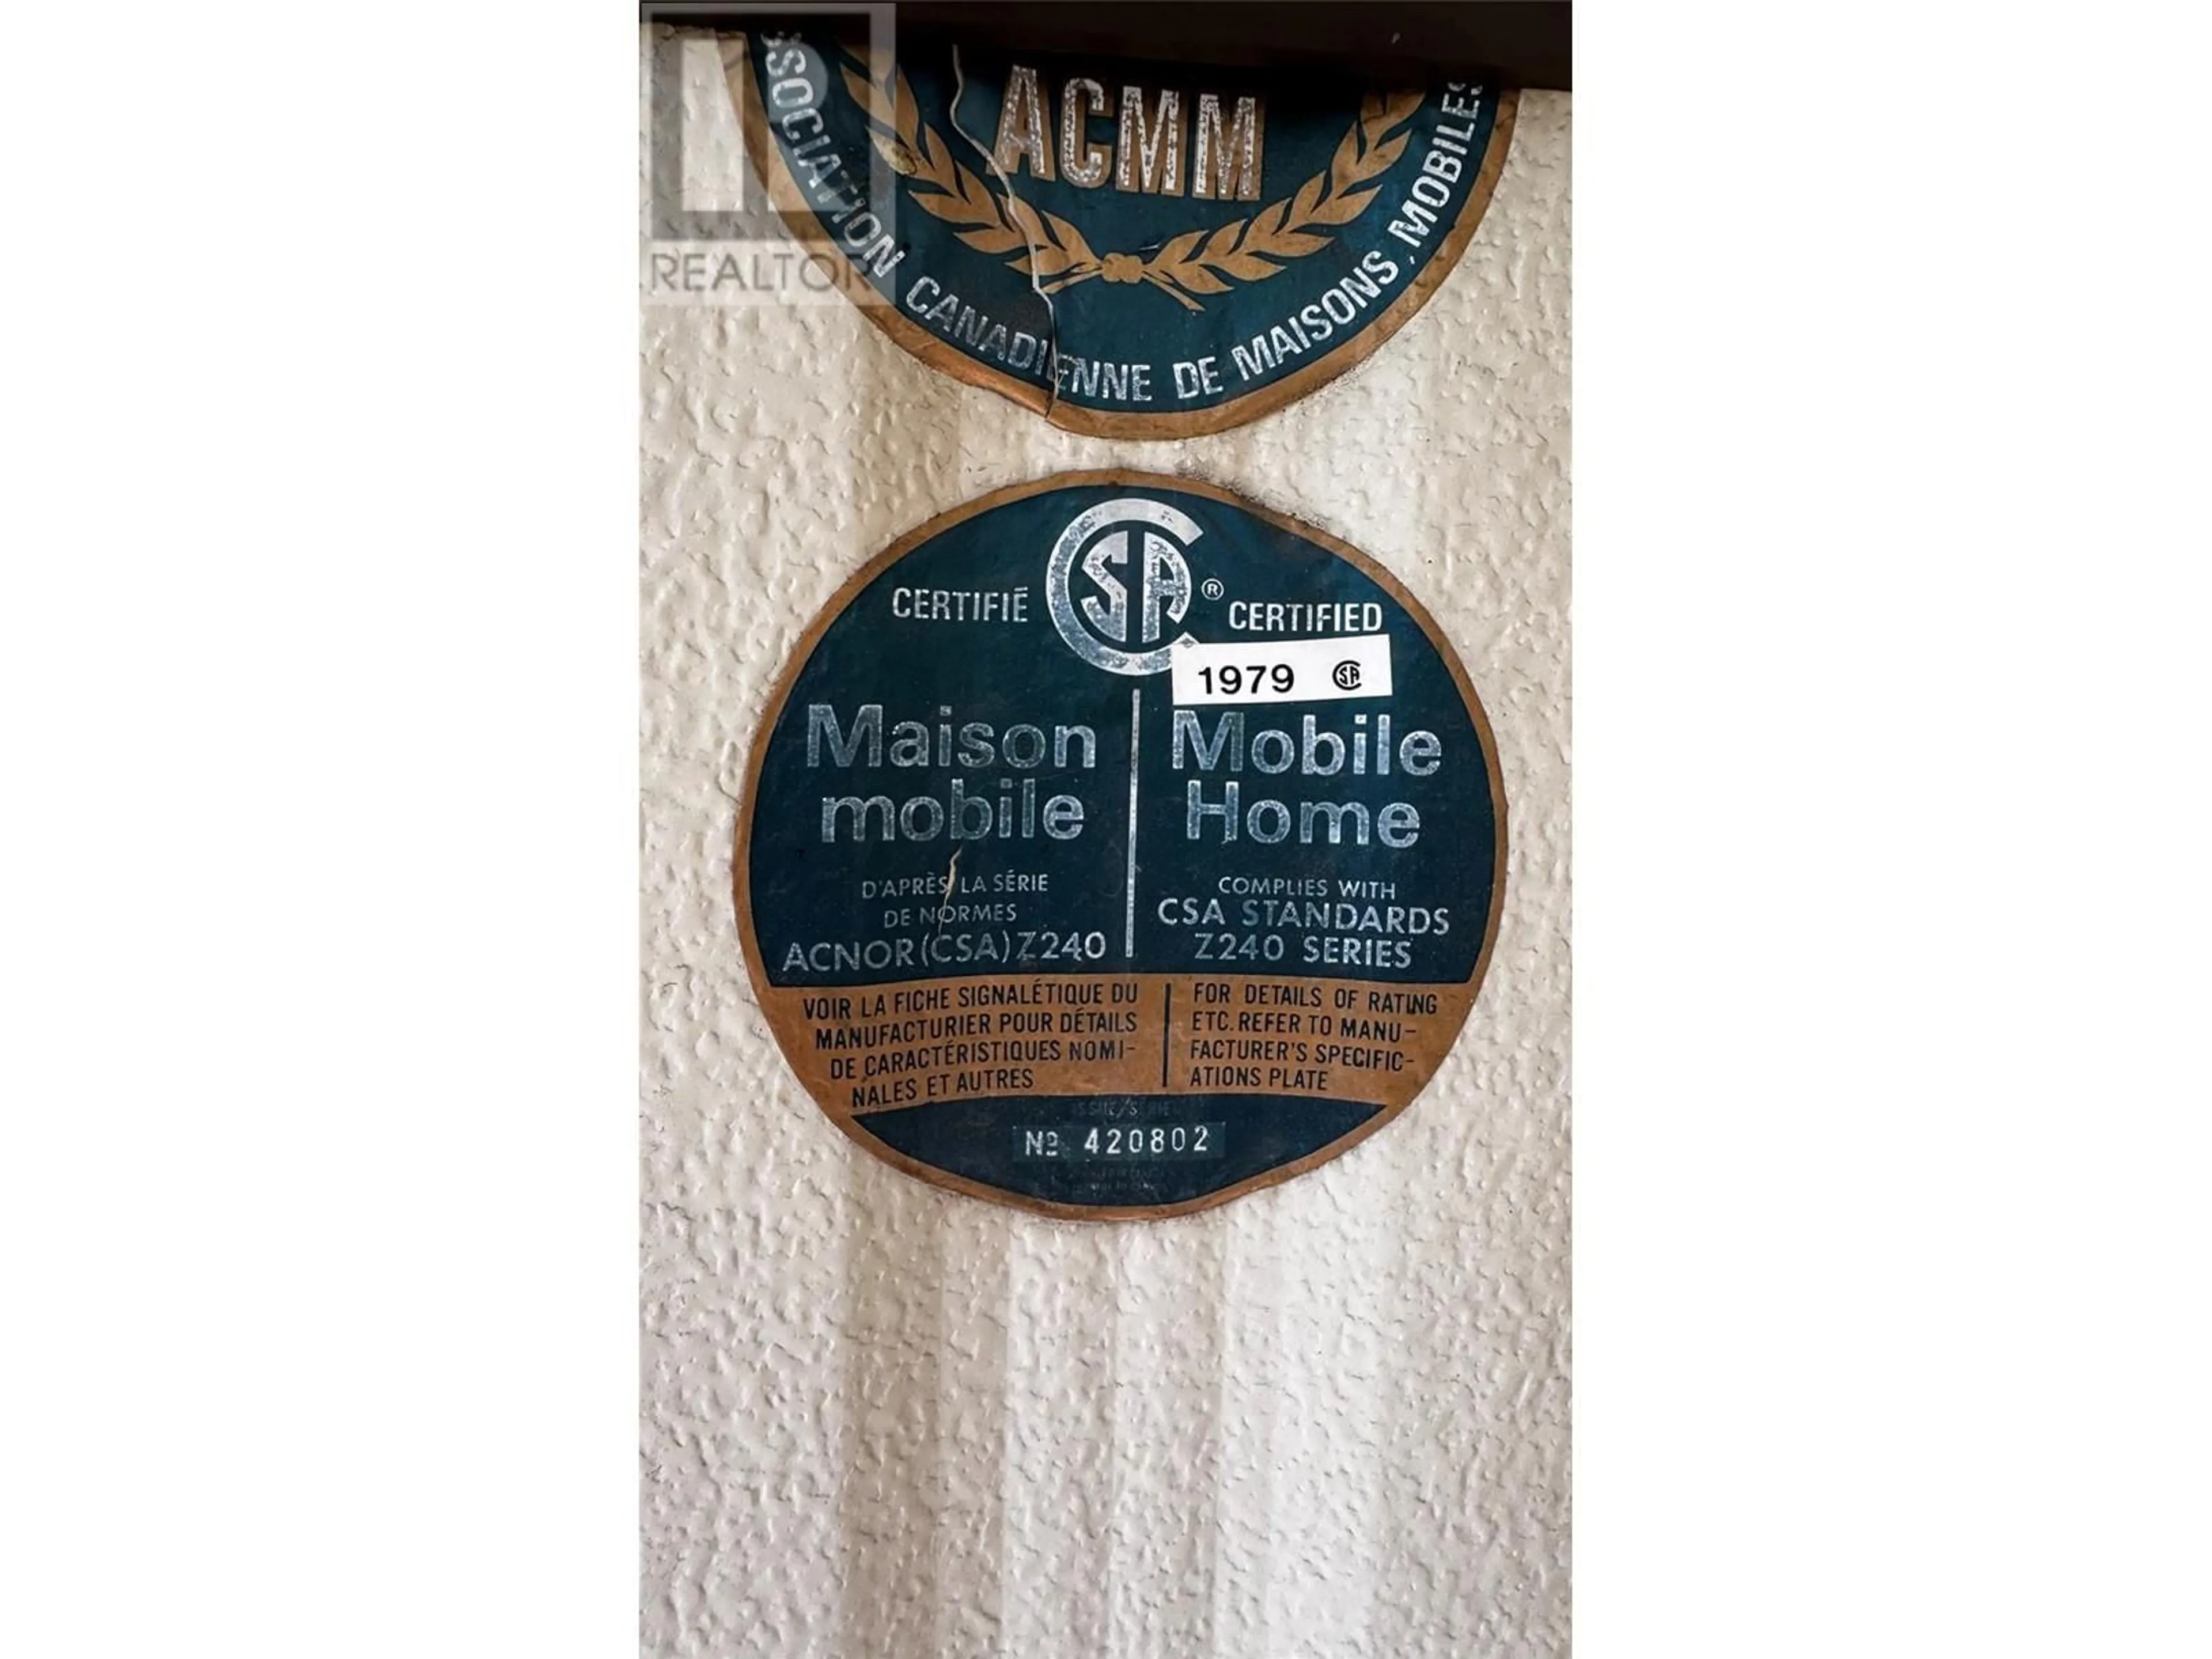 REALTOR
ACMM
CANADIENNE DE MAISONS MOBILES
CSA ®
CERTIFIÉ
CERTIFIED
1979 CSA
Maison
mobile
D'APRÈS LA SÉRIE
DE NORMES
ACNOR (CSA) Z240
Mobile
Home
COMPLIES WITH
CSA STANDARDS
Z240 SERIES
VOIR LA FICHE SIGNALÉTIQUE DU
MANUFACTURIER POUR DÉTAILS
DE CARACTÉRISTIQUES NOMI-
NALES ET AUTRES
FOR DETAILS OF RATING
ETC. REFER TO MANU-
FACTURER'S SPECIFIC-
ATIONS PLATE
Nº 420802